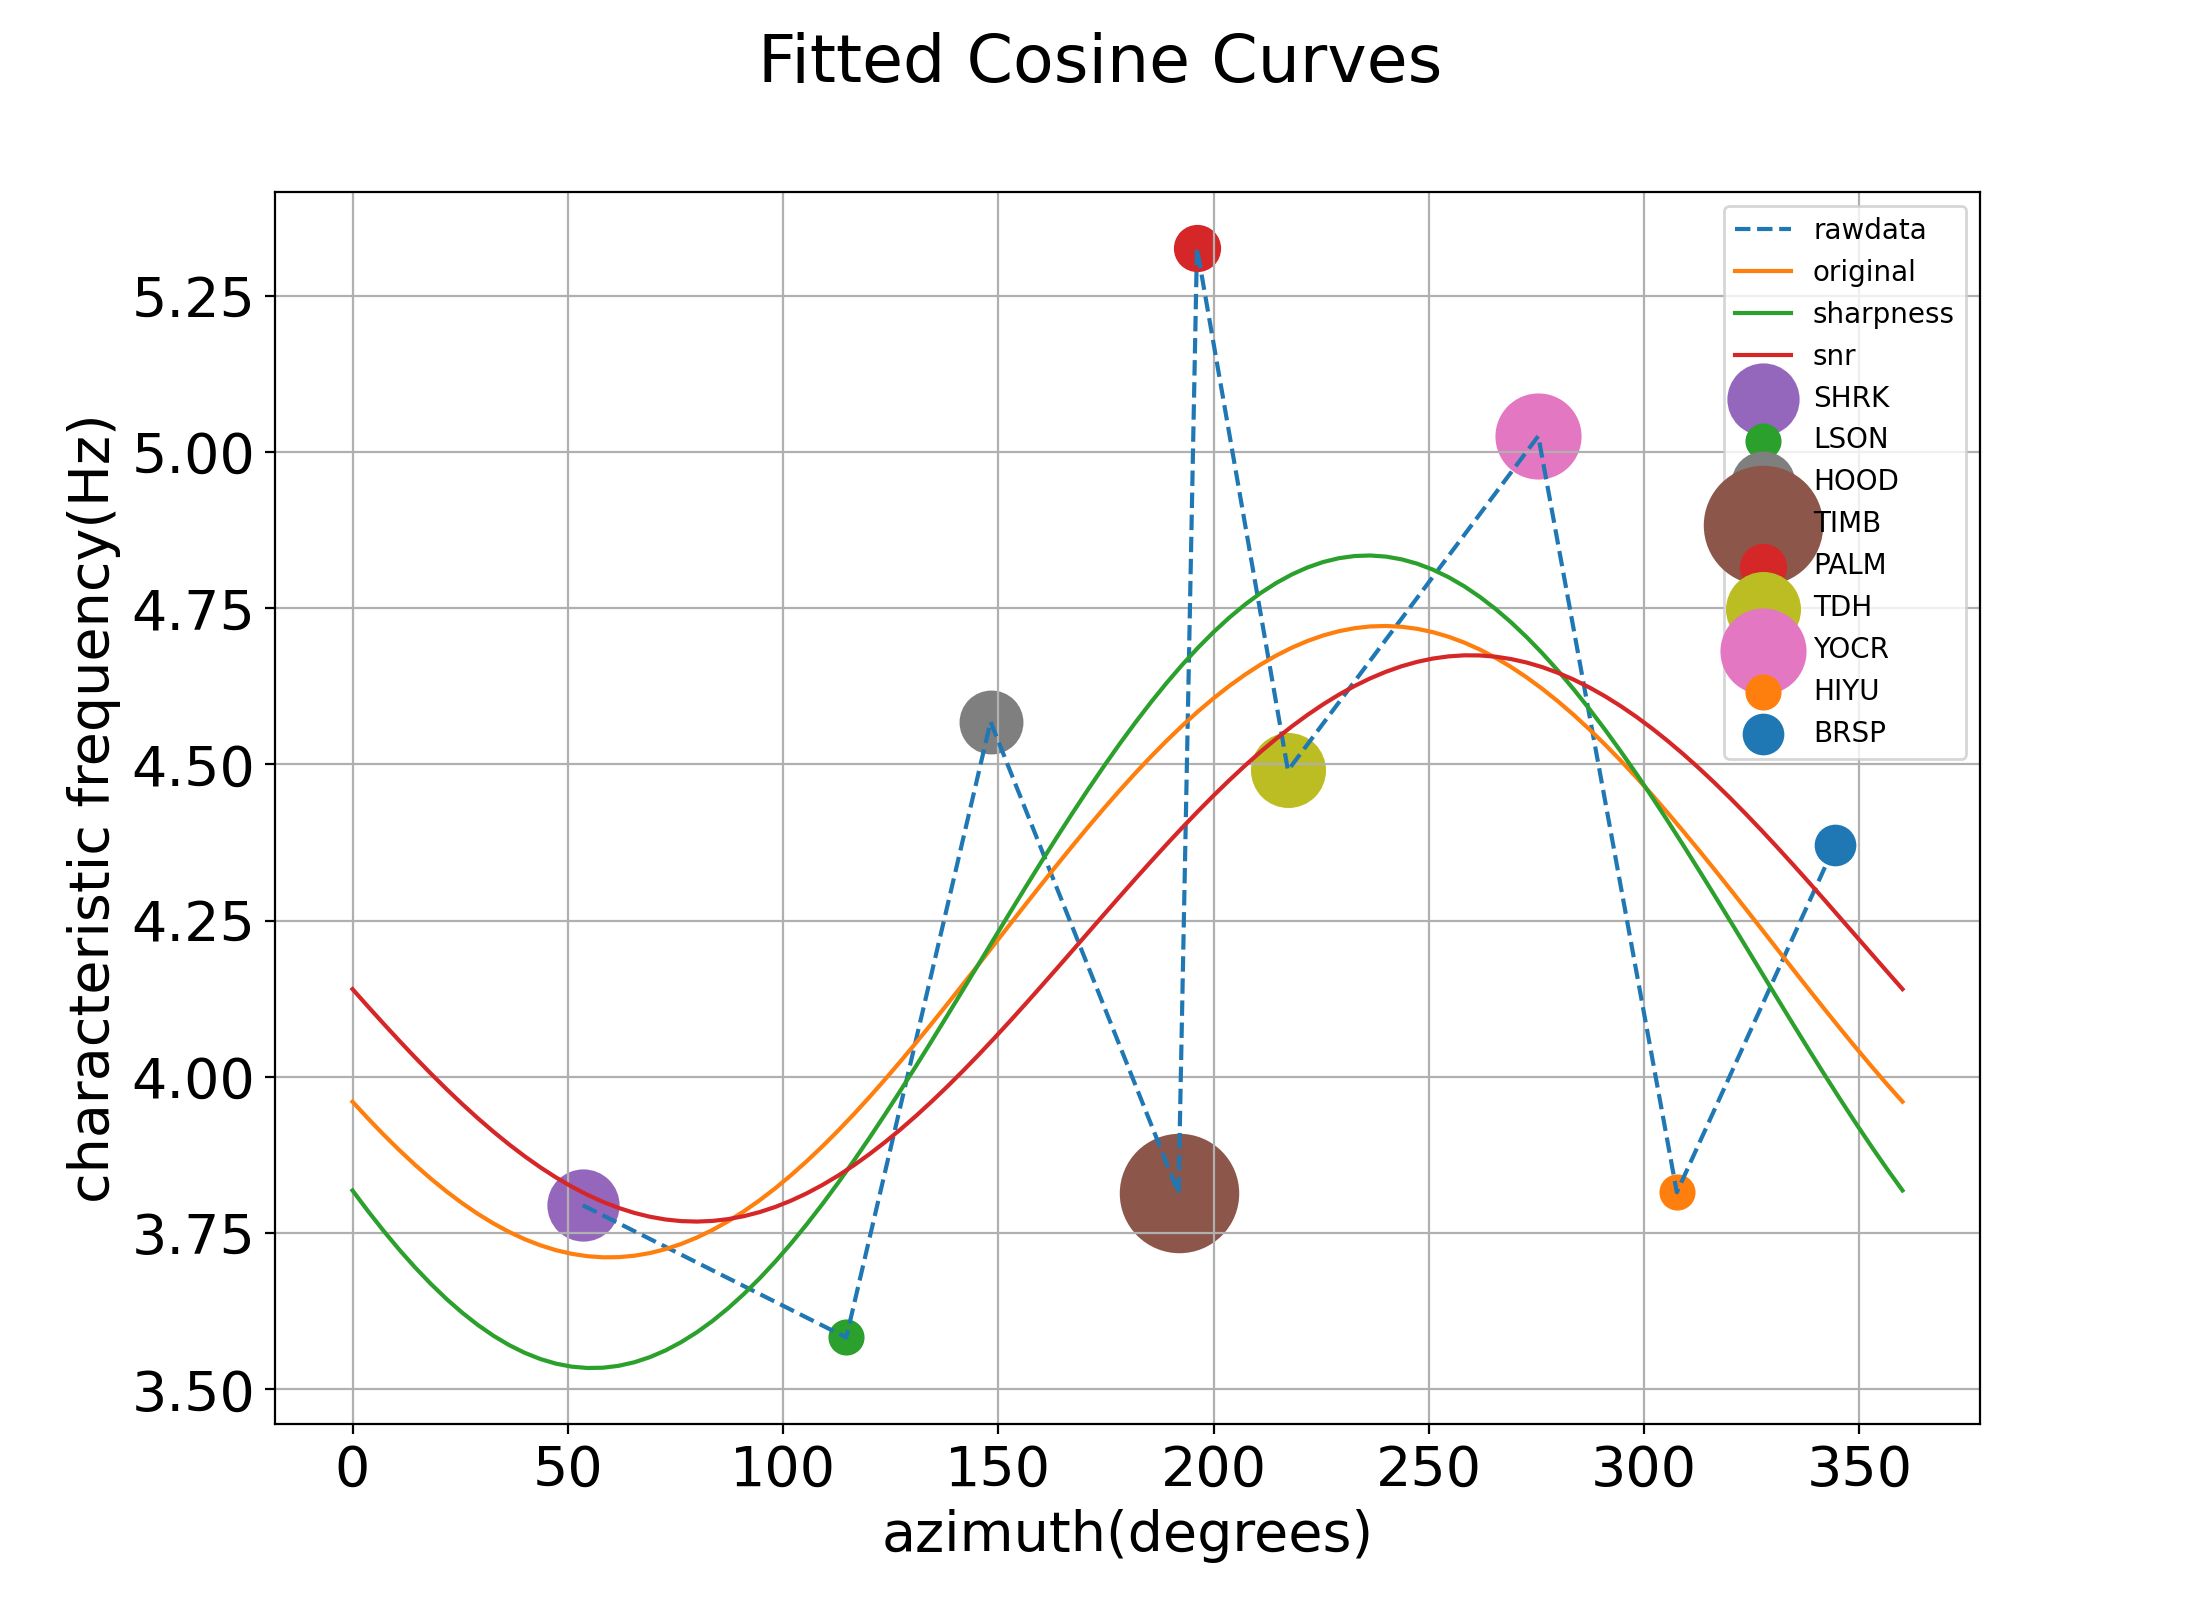 Fitted Cosine Curves
characteristic frequency(Hz)
5.25
5.00
4.75
4.50
4.25
4.00
3.75
3.50
rawdata
original
sharpness
snr
SHRK
LSON
HOOD
TIMB
PALM
TDH
YOCR
HIYU
BRSP
0 50 100 150 200 250 300 350
azimuth(degrees)